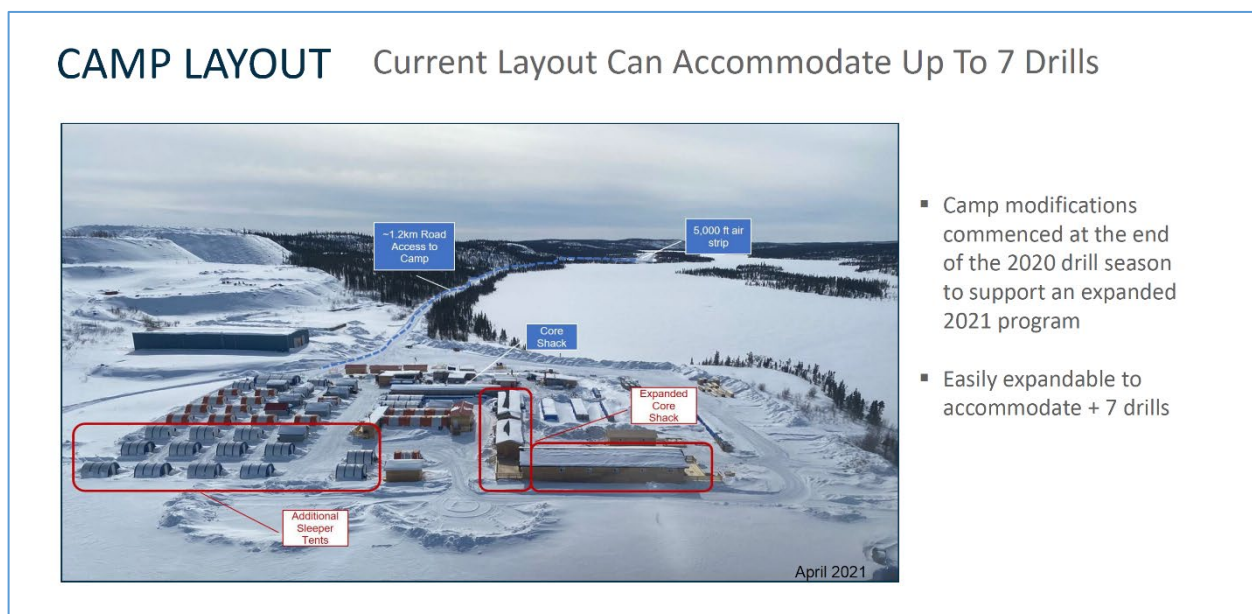 CAMP LAYOUT Current Layout Can Accommodate Up To 7 Drills
~1.2km Road
Access to
Camp
5,000 ft air
strip
Core
Shack
Expanded
Core
Shack
Additional
Sleeper
Tents
April 2021
▪ Camp modifications
commenced at the end
of the 2020 drill season
to support an expanded
2021 program
▪ Easily expandable to
accommodate + 7 drills